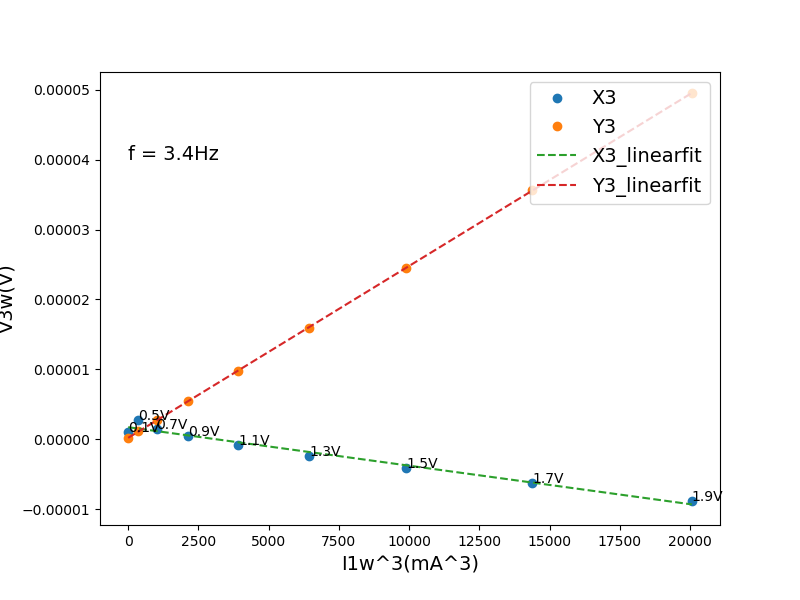 0.00005
0.00004
0.00003
0.00002
0.00001
0.00000
−0.00001
V3w(V)
f = 3.4Hz
X3
Y3
X3_linearfit
Y3_linearfit
0.1V
0.5V
0.7V
0.9V
1.1V
1.3V
1.5V
1.7V
1.9V
0 2500 5000 7500 10000 12500 15000 17500 20000
I1w^3(mA^3)